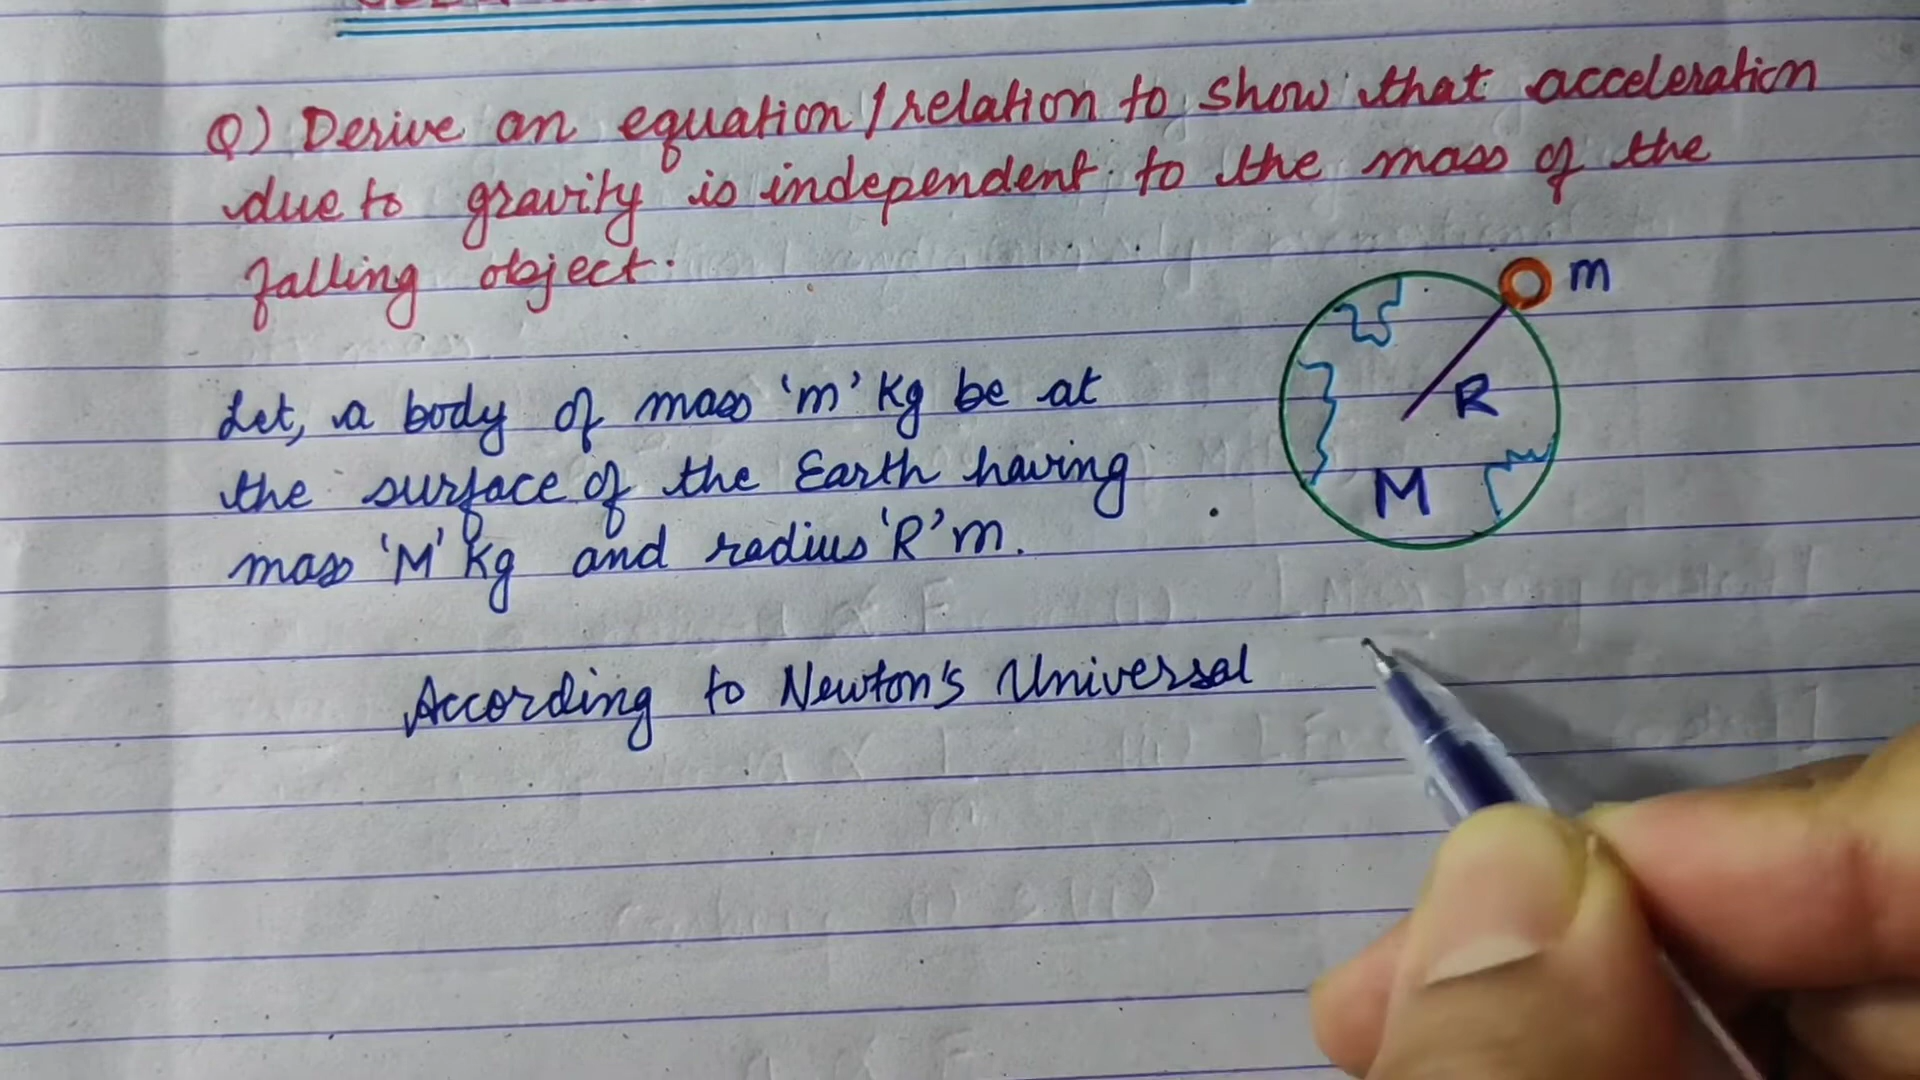 Q) Derive an equation/relation to show that acceleration
due to gravity is independent to the mass of the
falling object.
m
R
M
Let, a body of mass 'm' Kg be at
the surface of the Earth having
mass 'M' Kg and radius 'R' m.
According to Newton's Universal